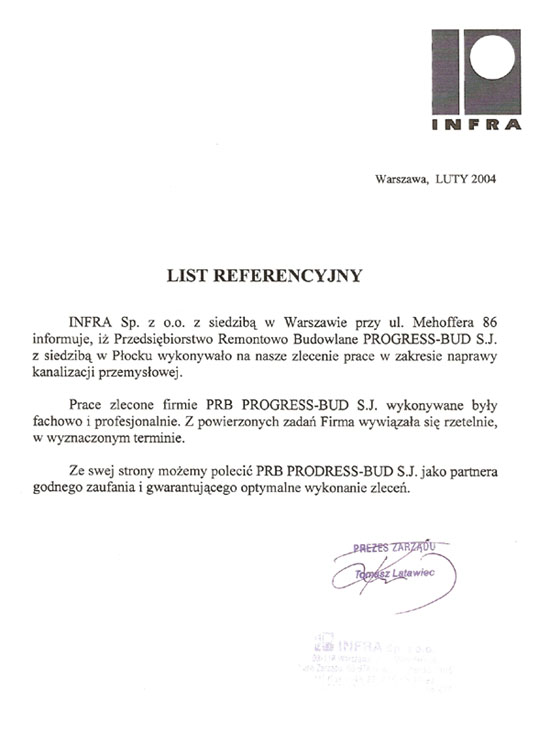 INFRA
Warszawa, LUTY 2004
LIST REFERENCYJNY
INFRA Sp. z o.o. z siedzibą w Warszawie przy ul. Mehoffera 86
informuje, iż Przedsiębiorstwo Remontowo Budowlane PROGRESS-BUD S.J.
z siedzibą w Płocku wykonywało na nasze zlecenie prace w zakresie naprawy
kanalizacji przemysłowej.
Prace zlecone firmie PRB PROGRESS-BUD S.J. wykonywane były
fachowo i profesjonalnie. Z powierzonych zadań Firma wywiązała się rzetelnie,
w wyznaczonym terminie.
Ze swej strony możemy polecić PRB PRODRESS-BUD S.J. jako partnera
godnego zaufania i gwarantującego optymalne wykonanie zleceń.
PREZES ZARZĄDU
Tomasz Latawiec
INFRA Sp. z o.o.